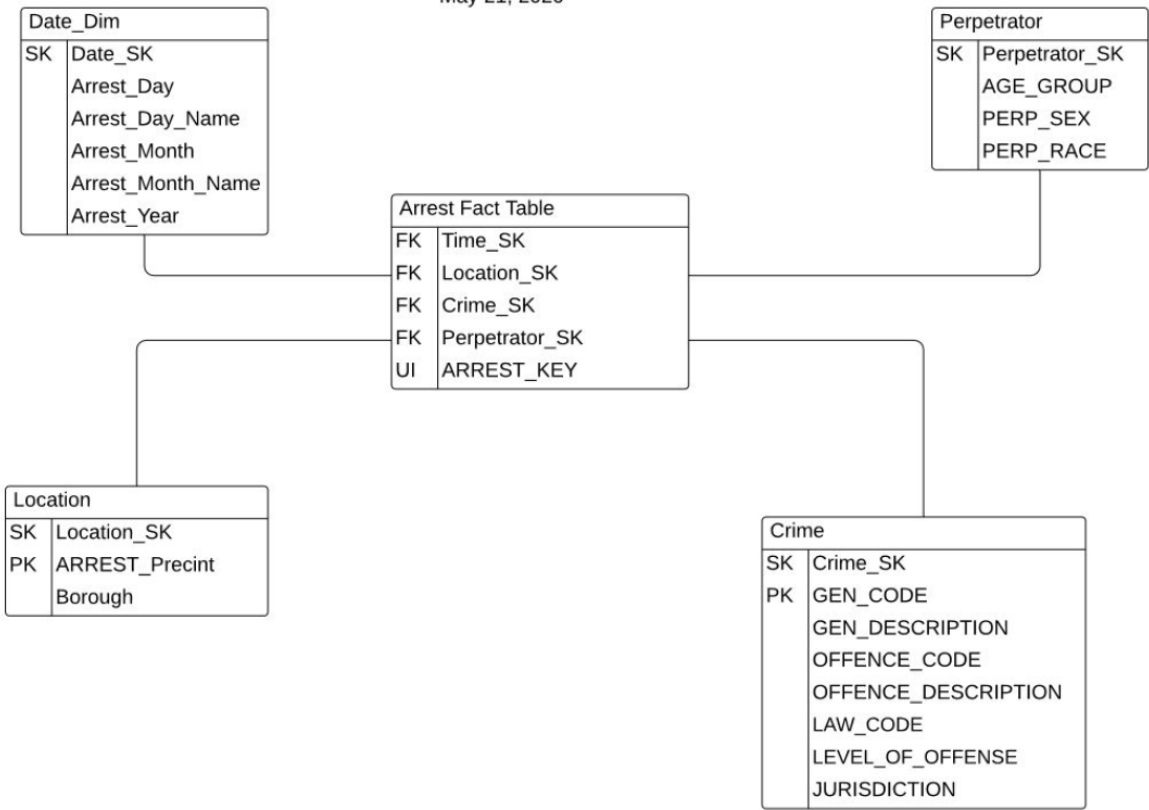 Date_Dim
SK Date_SK
Arrest_Day
Arrest_Day_Name
Arrest_Month
Arrest_Month_Name
Arrest_Year
Perpetrator
SK Perpetrator_SK
AGE_GROUP
PERP_SEX
PERP_RACE
Arrest Fact Table
FK Time_SK
FK Location_SK
FK Crime_SK
FK Perpetrator_SK
UI ARREST_KEY
Location
SK Location_SK
PK ARREST_Precint
Borough
Crime
SK Crime_SK
PK GEN_CODE
GEN_DESCRIPTION
OFFENCE_CODE
OFFENCE_DESCRIPTION
LAW_CODE
LEVEL_OF_OFFENSE
JURISDICTION